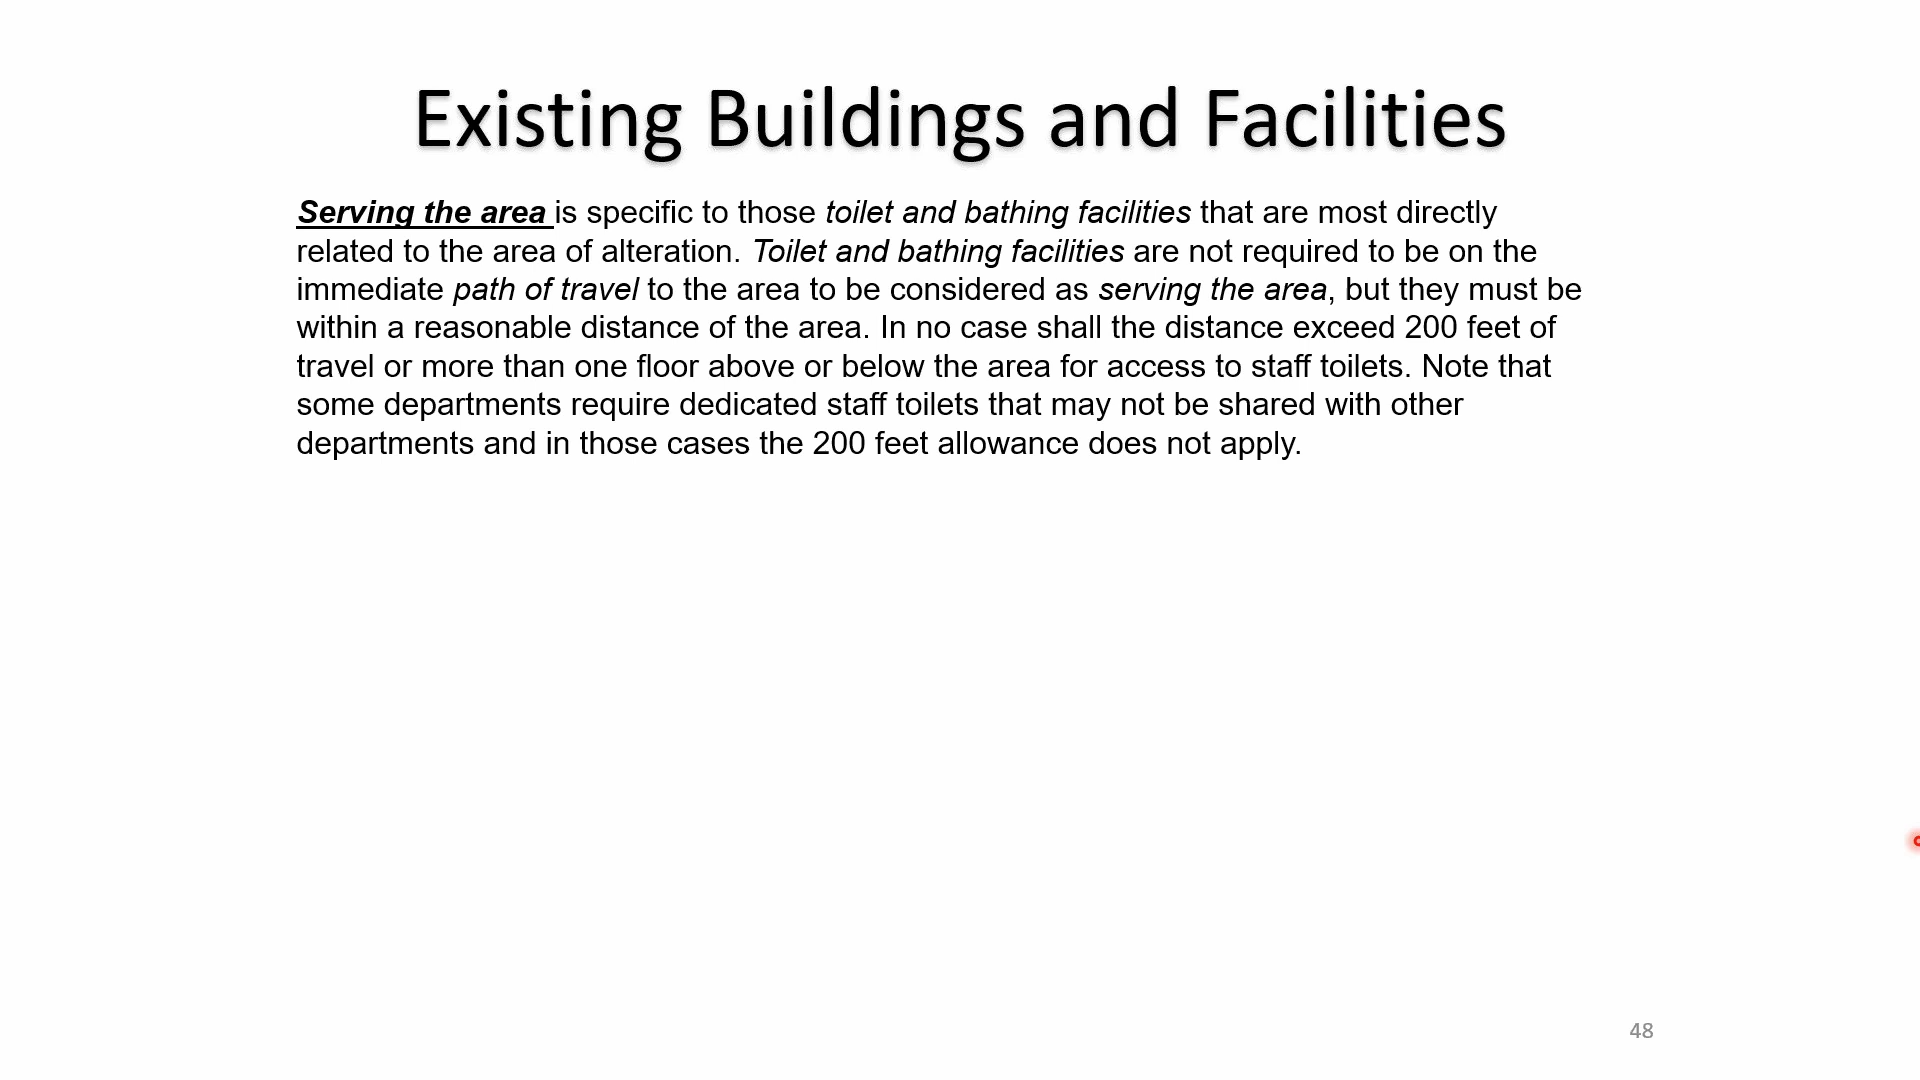 Existing Buildings and Facilities
Serving the area is specific to those toilet and bathing facilities that are most directly
related to the area of alteration. Toilet and bathing facilities are not required to be on the
immediate path of travel to the area to be considered as serving the area, but they must be
within a reasonable distance of the area. In no case shall the distance exceed 200 feet of
travel or more than one floor above or below the area for access to staff toilets. Note that
some departments require dedicated staff toilets that may not be shared with other
departments and in those cases the 200 feet allowance does not apply.
48